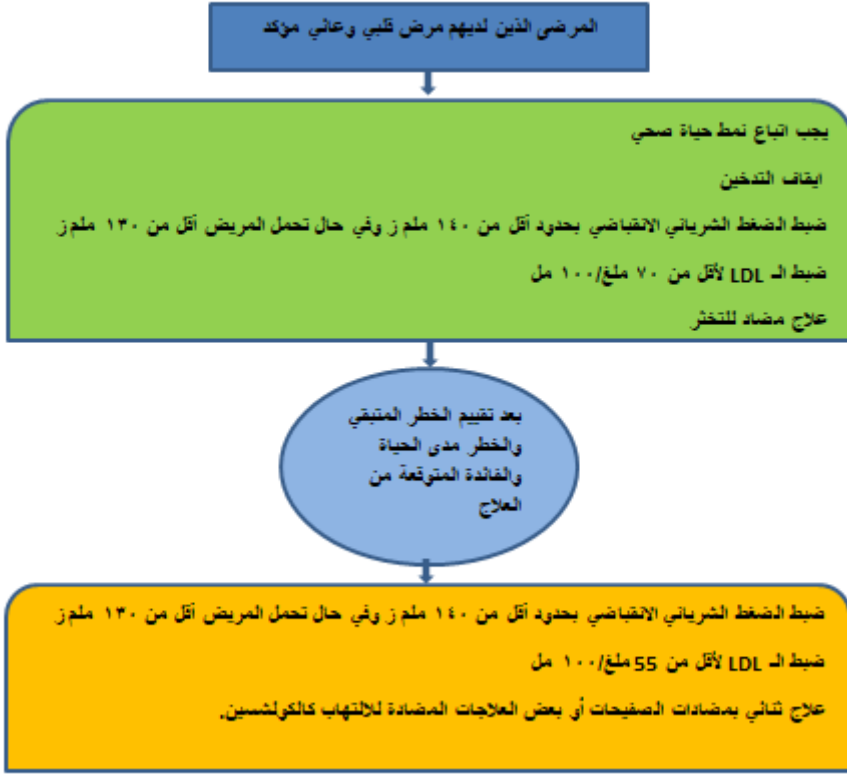 المرضى الذين لديهم مرض قلبي وعائي مؤكد
يجب اتباع نمط حياة صحي
ايقاف التدخين
ضبط الضغط الشرياني الانقباضي بحدود أقل من ١٤٠ ملم ز وفي حال تحمل المريض أقل من ١٣٠ ملم ز
ضبط الـ LDL لأقل من ٧٠ ملغ/١٠٠ مل
علاج مضاد للتخثر
بعد تقييم الخطر المتبقي
والخطر مدى الحياة
والفائدة المتوقعة من
العلاج
ضبط الضغط الشرياني الانقباضي بحدود أقل من ١٤٠ ملم ز وفي حال تحمل المريض أقل من ١٣٠ ملم ز
ضبط الـ LDL لأقل من 55 ملغ/١٠٠ مل
علاج ثنائي بمضادات الصفيحات أو بعض العلاجات المضادة للالتهاب كالكولشسين.